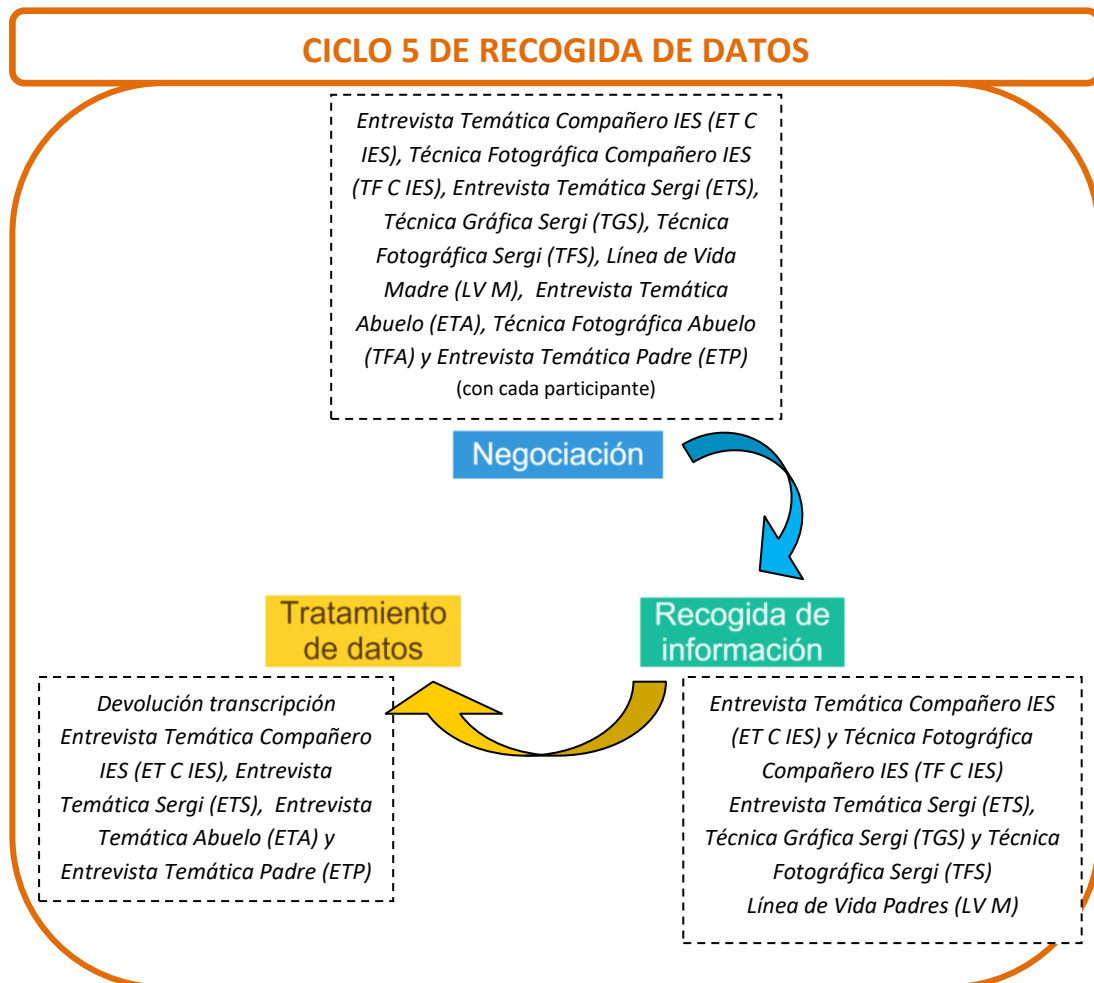 CICLO 5 DE RECOGIDA DE DATOS
Entrevista Temática Compañero IES (ET C
IES), Técnica Fotográfica Compañero IES
(TF C IES), Entrevista Temática Sergi (ETS),
Técnica Gráfica Sergi (TGS), Técnica
Fotográfica Sergi (TFS), Línea de Vida
Madre (LV M), Entrevista Temática
Abuelo (ETA), Técnica Fotográfica Abuelo
(TFA) y Entrevista Temática Padre (ETP)
(con cada participante)
Negociación
Recogida de
información
Entrevista Temática Compañero IES
(ET C IES) y Técnica Fotográfica
Compañero IES (TF C IES)
Entrevista Temática Sergi (ETS),
Técnica Gráfica Sergi (TGS) y Técnica
Fotográfica Sergi (TFS)
Línea de Vida Padres (LV M)
Tratamiento
de datos
Devolución transcripción
Entrevista Temática Compañero
IES (ET C IES), Entrevista
Temática Sergi (ETS), Entrevista
Temática Abuelo (ETA) y
Entrevista Temática Padre (ETP)